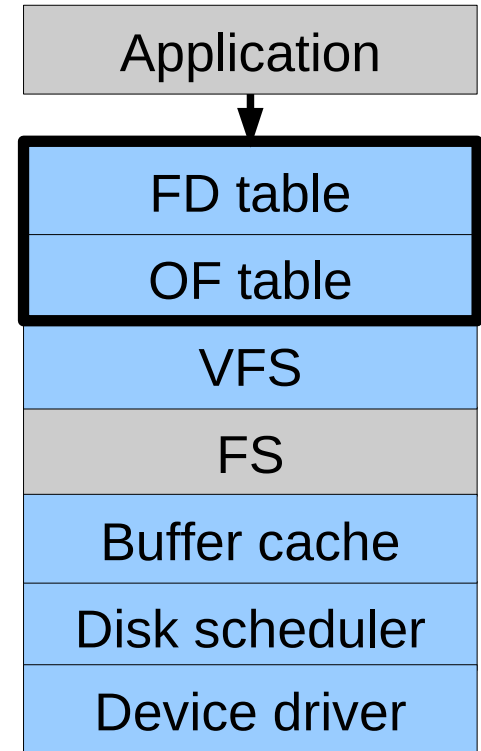 Application
FD table
OF table
VFS
FS
Buffer cache
Disk scheduler
Device driver